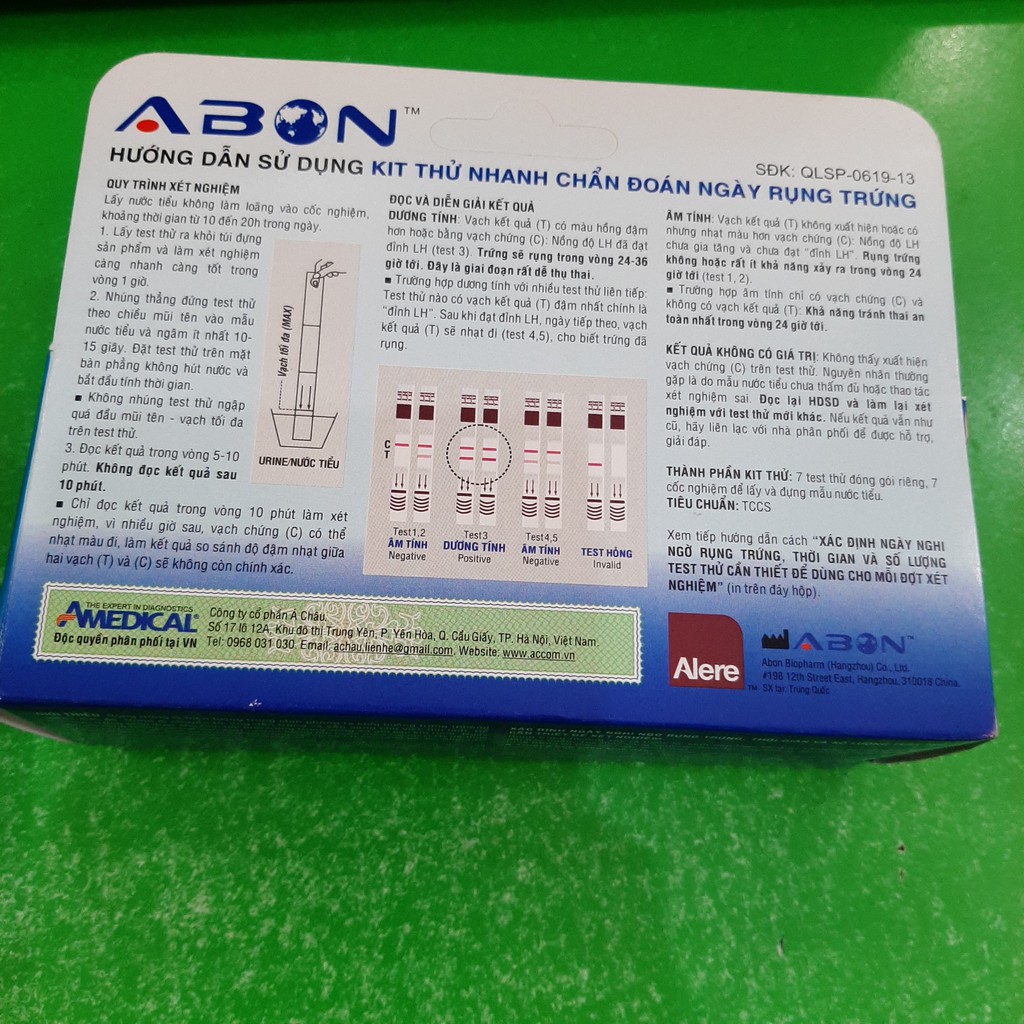 ABON™
SĐK: QLSP-0619-13
HƯỚNG DẪN SỬ DỤNG KIT THỬ NHANH CHẨN ĐOÁN NGÀY RỤNG TRỨNG
QUY TRÌNH XÉT NGHIỆM
Lấy nước tiểu không làm loãng vào cốc nghiệm,
khoảng thời gian từ 10 đến 20h trong ngày.
1. Lấy test thử ra khỏi túi đựng
sản phẩm và làm xét nghiệm
càng nhanh càng tốt trong
vòng 1 giờ.
2. Nhúng thẳng đứng test thử
theo chiều mũi tên vào mẫu
nước tiểu và ngâm ít nhất 10-
15 giây. Đặt test thử trên mặt
bàn phẳng không hút nước và
bắt đầu tính thời gian.
▪ Không nhúng test thử ngập
quá đầu mũi tên - vạch tối đa
trên test thử.
3. Đọc kết quả trong vòng 5-10
phút. Không đọc kết quả sau
10 phút.
▪ Chỉ đọc kết quả trong vòng 10 phút làm xét
nghiệm, vì nhiều giờ sau, vạch chứng (C) có thể
nhạt màu đi, làm kết quả so sánh độ đậm nhạt giữa
hai vạch (T) và (C) sẽ không còn chính xác.
Vạch tối đa (MAX)
URINE/NƯỚC TIỂU
ĐỌC VÀ DIỄN GIẢI KẾT QUẢ
DƯƠNG TÍNH: Vạch kết quả (T) có màu hồng đậm
hơn hoặc bằng vạch chứng (C): Nồng độ LH đã đạt
đỉnh LH (test 3). Trứng sẽ rụng trong vòng 24-36
giờ tới. Đây là giai đoạn rất dễ thụ thai.
▪ Trường hợp dương tính với nhiều test thử liên tiếp:
Test thử nào có vạch kết quả (T) đậm nhất chính là
"đỉnh LH". Sau khi đạt đỉnh LH, ngày tiếp theo, vạch
kết quả (T) sẽ nhạt đi (test 4,5), cho biết trứng đã
rụng.
C
T
Test1,2
ÂM TÍNH
Negative
Test3
DƯƠNG TÍNH
Positive
Test4,5
ÂM TÍNH
Negative
TEST HỎNG
Invalid
ÂM TÍNH: Vạch kết quả (T) không xuất hiện hoặc có
nhưng nhạt màu hơn vạch chứng (C): Nồng độ LH
chưa gia tăng và chưa đạt "đỉnh LH". Rụng trứng
không hoặc rất ít khả năng xảy ra trong vòng 24
giờ tới (test 1, 2).
▪ Trường hợp âm tính chỉ có vạch chứng (C) và
không có vạch kết quả (T): Khả năng tránh thai an
toàn nhất trong vòng 24 giờ tới.
KẾT QUẢ KHÔNG CÓ GIÁ TRỊ: Không thấy xuất hiện
vạch chứng (C) trên test thử. Nguyên nhân thường
gặp là do mẫu nước tiểu chưa thấm đủ hoặc thao tác
xét nghiệm sai. Đọc lại HDSD và làm lại xét
nghiệm với test thử mới khác. Nếu kết quả vẫn như
cũ, hãy liên lạc với nhà phân phối để được hỗ trợ,
giải đáp.
THÀNH PHẦN KIT THỬ: 7 test thử đóng gói riêng, 7
cốc nghiệm để lấy và đựng mẫu nước tiểu.
TIÊU CHUẨN: TCCS
Xem tiếp hướng dẫn cách "XÁC ĐỊNH NGÀY NGHI
NGỜ RỤNG TRỨNG, THỜI GIAN VÀ SỐ LƯỢNG
TEST THỬ CẦN THIẾT ĐỂ DÙNG CHO MỖI ĐỢT XÉT
NGHIỆM" (in trên đáy hộp).
THE EXPERT IN DIAGNOSTICS
AMEDICAL
Độc quyền phân phối tại VN
Công ty cổ phần Á Châu.
Số 17 lô 12A, Khu đô thị Trung Yên, P. Yên Hòa, Q. Cầu Giấy, TP. Hà Nội, Việt Nam.
Tel: 0968 031 030. Email: achau.lienhe@gmail.com. Website: www.accom.vn
Alere™
ABON™
Abon Biopharm (Hangzhou) Co., Ltd.
#198 12th Street East, Hangzhou, 310018 China.
SX tại: Trung Quốc